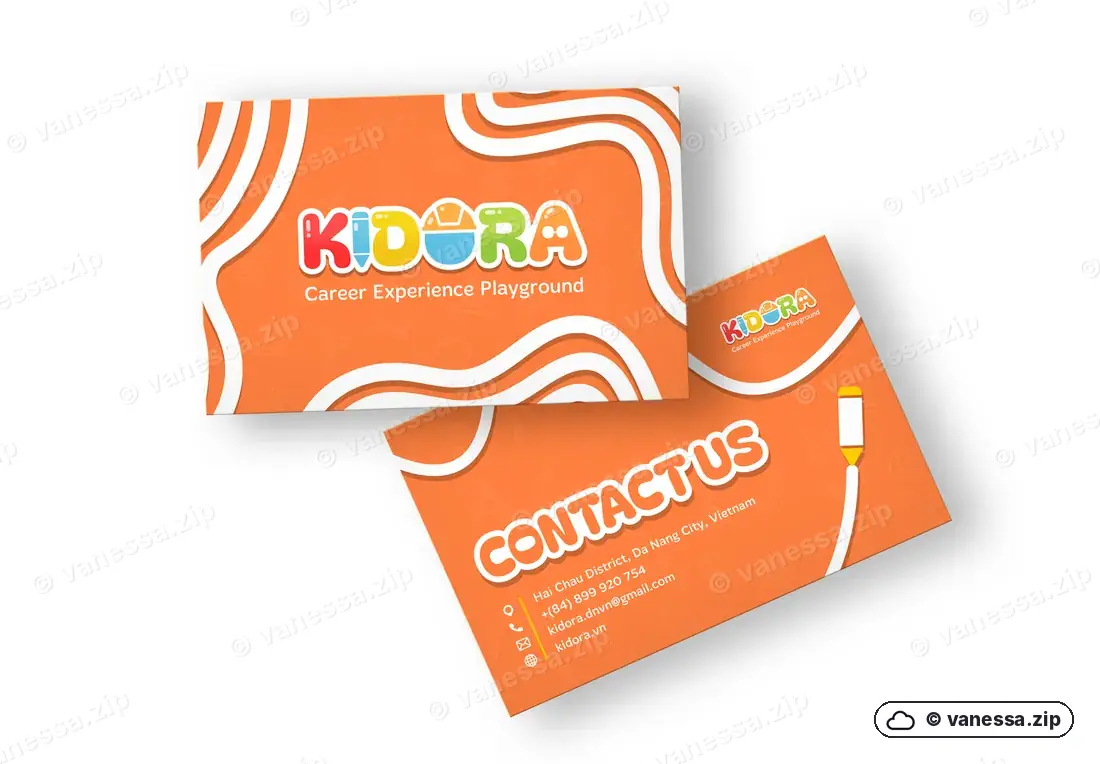 KIDORA
Career Experience Playground
KIDORA
Career Experience Playground
CONTACT US
Hai Chau District, Da Nang City, Vietnam
+(84) 899 920 754
kidora.dnvn@gmail.com
kidora.vn
© vanessa.zip